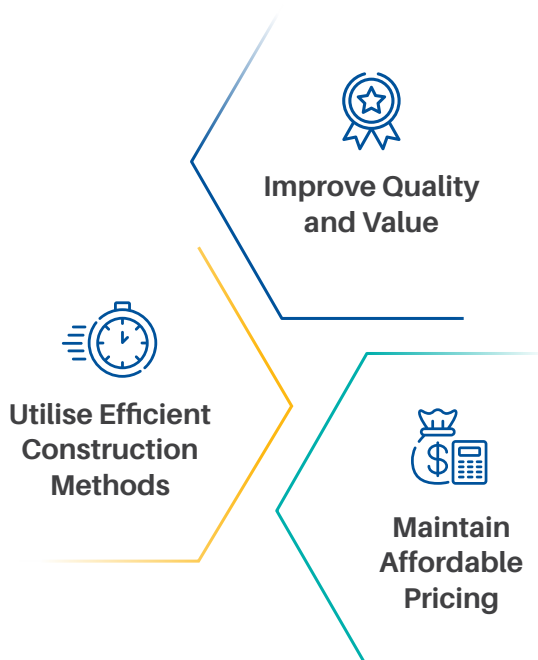 Improve Quality
and Value
Utilise Efficient
Construction
Methods
Maintain
Affordable
Pricing